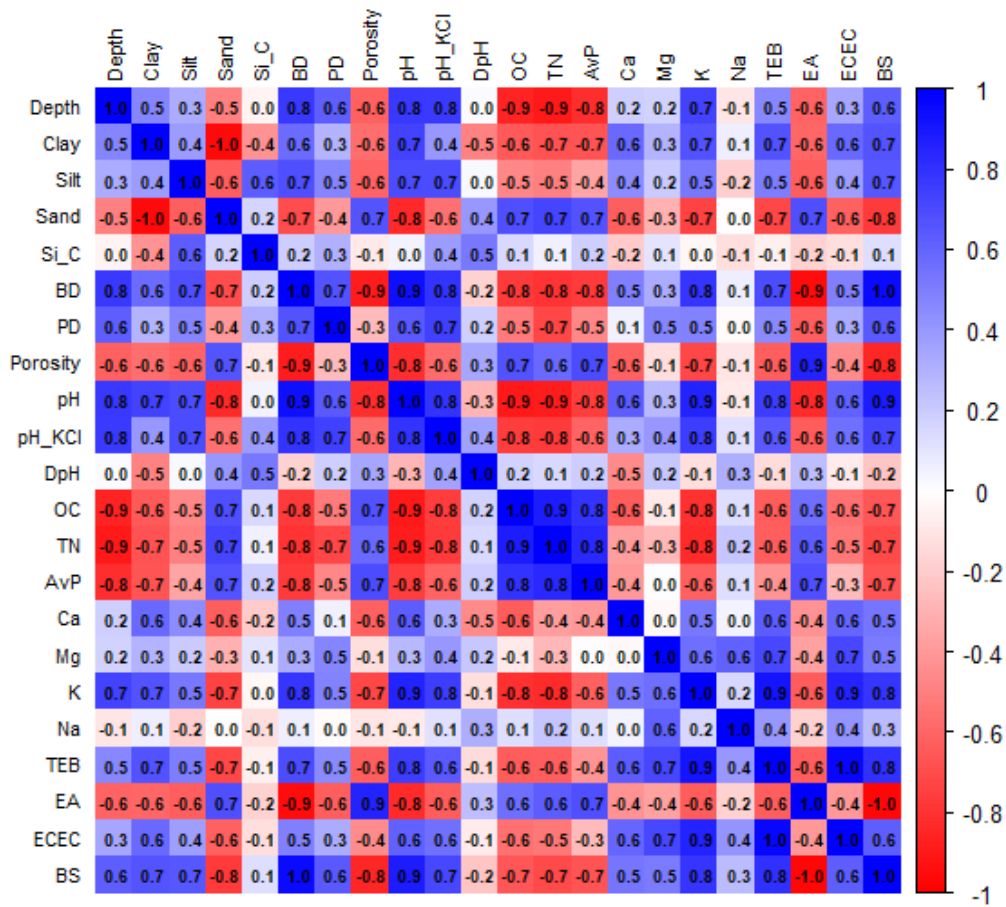 Depth Clay Silt Sand Si_C BD PD Porosity pH pH_KCl DpH OC TN AvP Ca Mg K Na TEB EA ECEC BS
Depth 1.0 0.5 0.3 -0.5 0.0 0.8 0.6 -0.6 0.8 0.8 0.0 -0.9 -0.9 -0.8 0.2 0.2 0.7 -0.1 0.5 -0.6 0.3 0.6
Clay 0.5 1.0 0.4 -1.0 -0.4 0.6 0.3 -0.6 0.7 0.4 -0.5 -0.6 -0.7 -0.7 0.6 0.3 0.7 0.1 0.7 -0.6 0.6 0.7
Silt 0.3 0.4 1.0 -0.6 0.6 0.7 0.5 -0.6 0.7 0.7 0.0 -0.5 -0.5 -0.4 0.4 0.2 0.5 -0.2 0.5 -0.6 0.4 0.7
Sand -0.5 -1.0 -0.6 1.0 0.2 -0.7 -0.4 0.7 -0.8 -0.6 0.4 0.7 0.7 0.7 -0.6 -0.3 -0.7 0.0 -0.7 0.7 -0.6 -0.8
Si_C 0.0 -0.4 0.6 0.2 1.0 0.2 0.3 -0.1 0.0 0.4 0.5 0.1 0.1 0.2 -0.2 0.1 0.0 -0.1 -0.1 -0.2 -0.1 0.1
BD 0.8 0.6 0.7 -0.7 0.2 1.0 0.7 -0.9 0.9 0.8 -0.2 -0.8 -0.8 -0.8 0.5 0.3 0.8 0.1 0.7 -0.9 0.5 1.0
PD 0.6 0.3 0.5 -0.4 0.3 0.7 1.0 -0.3 0.6 0.7 0.2 -0.5 -0.7 -0.5 0.1 0.5 0.5 0.0 0.5 -0.6 0.3 0.6
Porosity -0.6 -0.6 -0.6 0.7 -0.1 -0.9 -0.3 1.0 -0.8 -0.6 0.3 0.7 0.6 0.7 -0.6 -0.1 -0.7 -0.1 -0.6 0.9 -0.4 -0.8
pH 0.8 0.7 0.7 -0.8 0.0 0.9 0.6 -0.8 1.0 0.8 -0.3 -0.9 -0.9 -0.8 0.6 0.3 0.9 -0.1 0.8 -0.8 0.6 0.9
pH_KCl 0.8 0.4 0.7 -0.6 0.4 0.8 0.7 -0.6 0.8 1.0 0.4 -0.8 -0.8 -0.6 0.3 0.4 0.8 0.1 0.6 -0.6 0.6 0.7
DpH 0.0 -0.5 0.0 0.4 0.5 -0.2 0.2 0.3 -0.3 0.4 1.0 0.2 0.1 0.2 -0.5 0.2 -0.1 0.3 -0.1 0.3 -0.1 -0.2
OC -0.9 -0.6 -0.5 0.7 0.1 -0.8 -0.5 0.7 -0.9 -0.8 0.2 1.0 0.9 0.8 -0.6 -0.1 -0.8 0.1 -0.6 0.6 -0.6 -0.7
TN -0.9 -0.7 -0.5 0.7 0.1 -0.8 -0.7 0.6 -0.9 -0.8 0.1 0.9 1.0 0.8 -0.4 -0.3 -0.8 0.2 -0.6 0.6 -0.5 -0.7
AvP -0.8 -0.7 -0.4 0.7 0.2 -0.8 -0.5 0.7 -0.8 -0.6 0.2 0.8 0.8 1.0 -0.4 0.0 -0.6 0.1 -0.4 0.7 -0.3 -0.7
Ca 0.2 0.6 0.4 -0.6 -0.2 0.5 0.1 -0.6 0.6 0.3 -0.5 -0.6 -0.4 -0.4 1.0 0.0 0.5 0.0 0.6 -0.4 0.6 0.5
Mg 0.2 0.3 0.2 -0.3 0.1 0.3 0.5 -0.1 0.3 0.4 0.2 -0.1 -0.3 0.0 0.0 1.0 0.6 0.6 0.7 -0.4 0.7 0.5
K 0.7 0.7 0.5 -0.7 0.0 0.8 0.5 -0.7 0.9 0.8 -0.1 -0.8 -0.8 -0.6 0.5 0.6 1.0 0.2 0.9 -0.6 0.9 0.8
Na -0.1 0.1 -0.2 0.0 -0.1 0.1 0.0 -0.1 -0.1 0.1 0.3 0.1 0.2 0.1 0.0 0.6 0.2 1.0 0.4 -0.2 0.4 0.3
TEB 0.5 0.7 0.5 -0.7 -0.1 0.7 0.5 -0.6 0.8 0.6 -0.1 -0.6 -0.6 -0.4 0.6 0.7 0.9 0.4 1.0 -0.6 1.0 0.8
EA -0.6 -0.6 -0.6 0.7 -0.2 -0.9 -0.6 0.9 -0.8 -0.6 0.3 0.6 0.6 0.7 -0.4 -0.4 -0.6 -0.2 -0.6 1.0 -0.4 -1.0
ECEC 0.3 0.6 0.4 -0.6 -0.1 0.5 0.3 -0.4 0.6 0.6 -0.1 -0.6 -0.5 -0.3 0.6 0.7 0.9 0.4 1.0 -0.4 1.0 0.6
BS 0.6 0.7 0.7 -0.8 0.1 1.0 0.6 -0.8 0.9 0.7 -0.2 -0.7 -0.7 -0.7 0.5 0.5 0.8 0.3 0.8 -1.0 0.6 1.0
1
0.8
0.6
0.4
0.2
0
-0.2
-0.4
-0.6
-0.8
-1